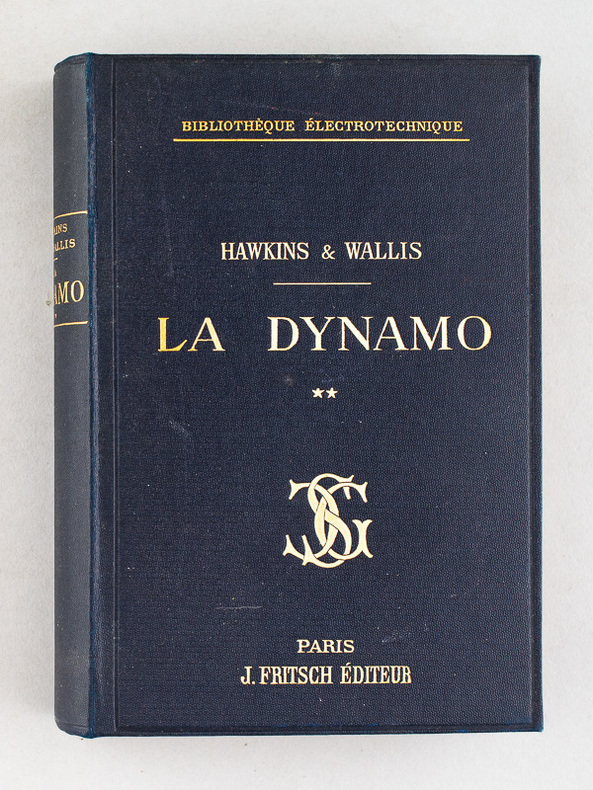 BIBLIOTHÈQUE ÉLECTROTECHNIQUE
HAWKINS & WALLIS
LA DYNAMO
**
PARIS
J. FRITSCH ÉDITEUR